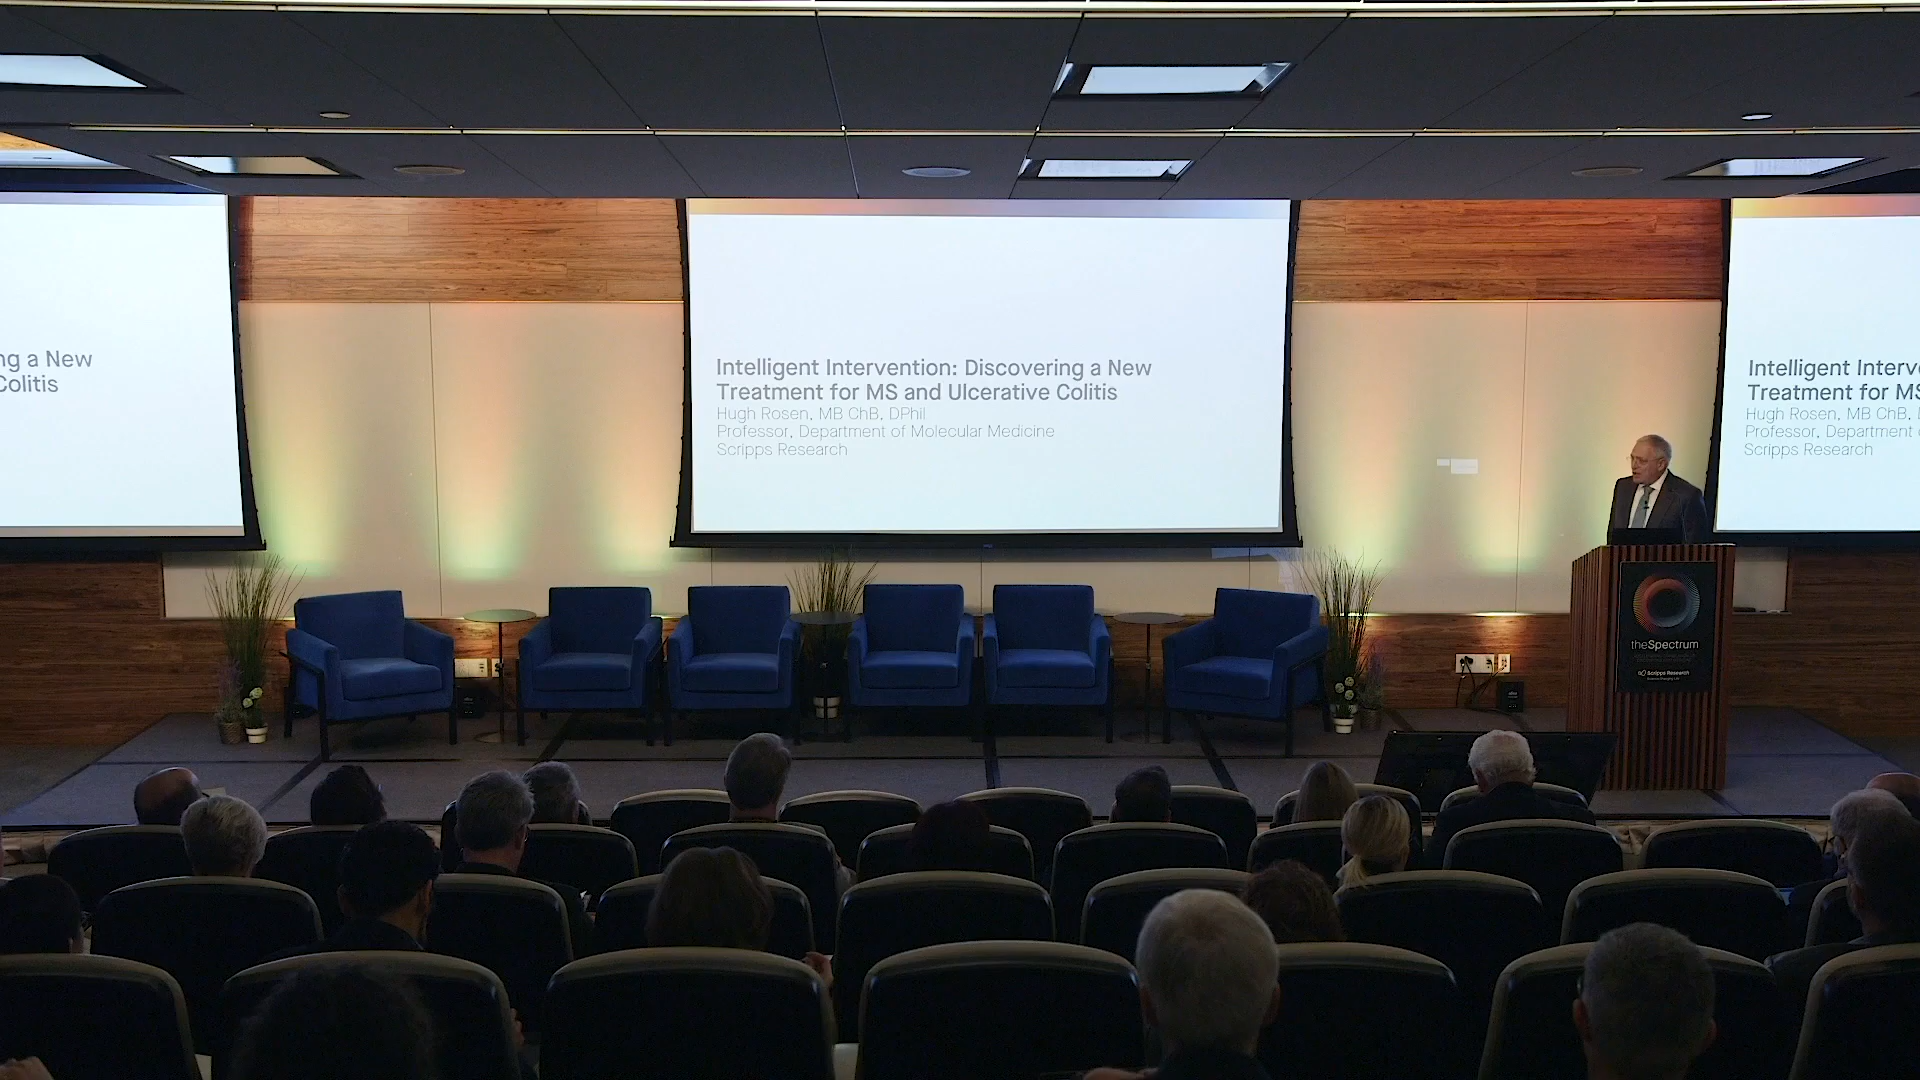 ng a New
Colitis
Intelligent Intervention: Discovering a New
Treatment for MS and Ulcerative Colitis
Hugh Rosen, MB ChB, DPhil
Professor, Department of Molecular Medicine
Scripps Research
Intelligent Interv
Treatment for MS
Hugh Rosen, MB ChB,
Professor, Department
Scripps Research
theSpectrum
Scripps Research